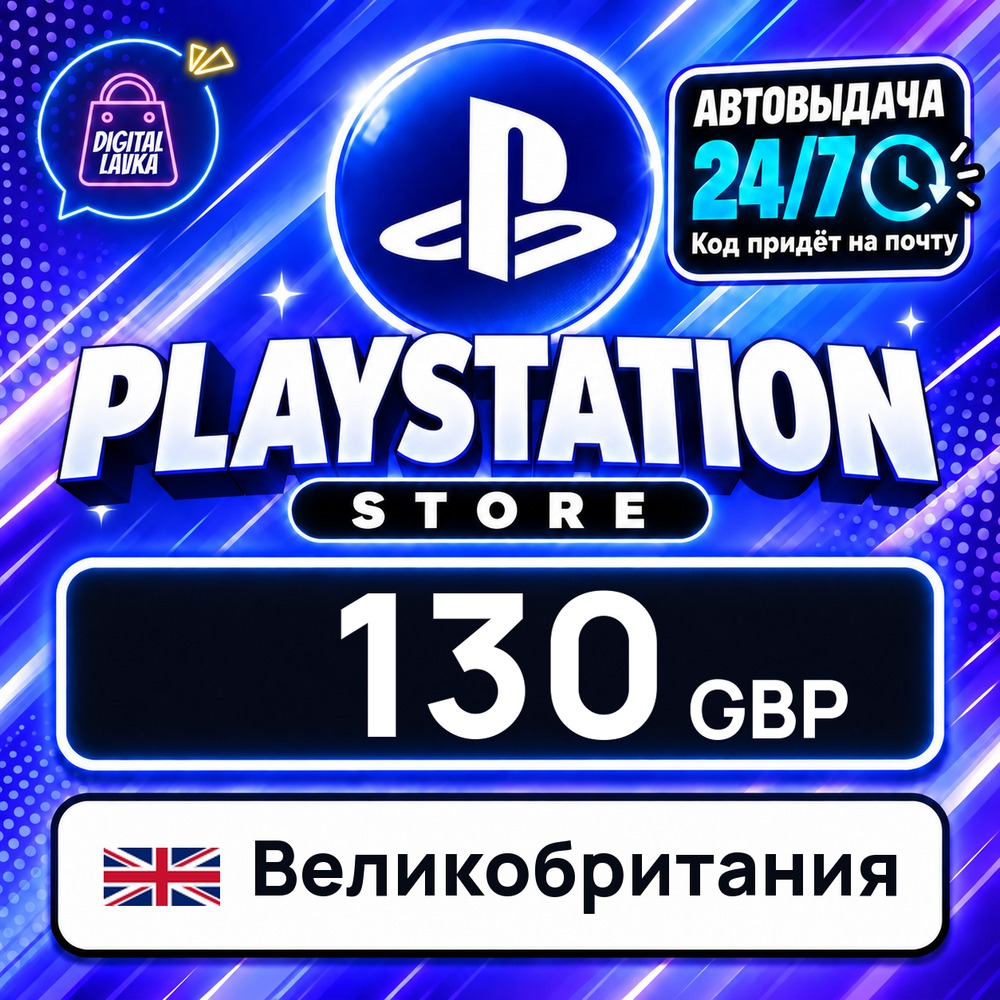 DIGITAL
LAVKA
АВТОВЫДАЧА
24/7
Код придёт на почту
PLAYSTATION
STORE
130 GBP
Великобритания